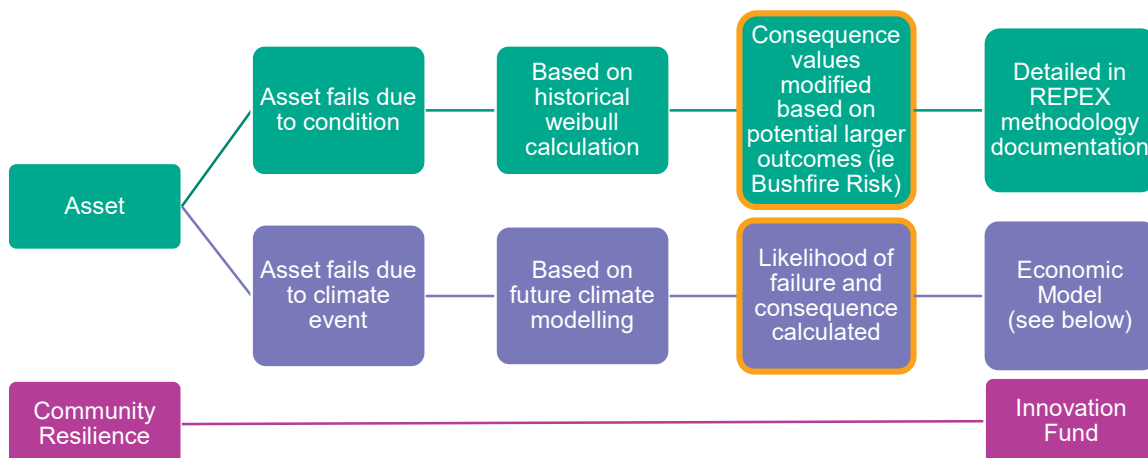 Asset
Asset fails due
to condition
Based on
historical
weibull
calculation
Consequence
values
modified
based on
potential larger
outcomes (ie
Bushfire Risk)
Detailed in
REPEX
methodology
documentation
Asset fails due
to climate
event
Based on
future climate
modelling
Likelihood of
failure and
consequence
calculated
Economic
Model
(see below)
Community
Resilience
Innovation
Fund